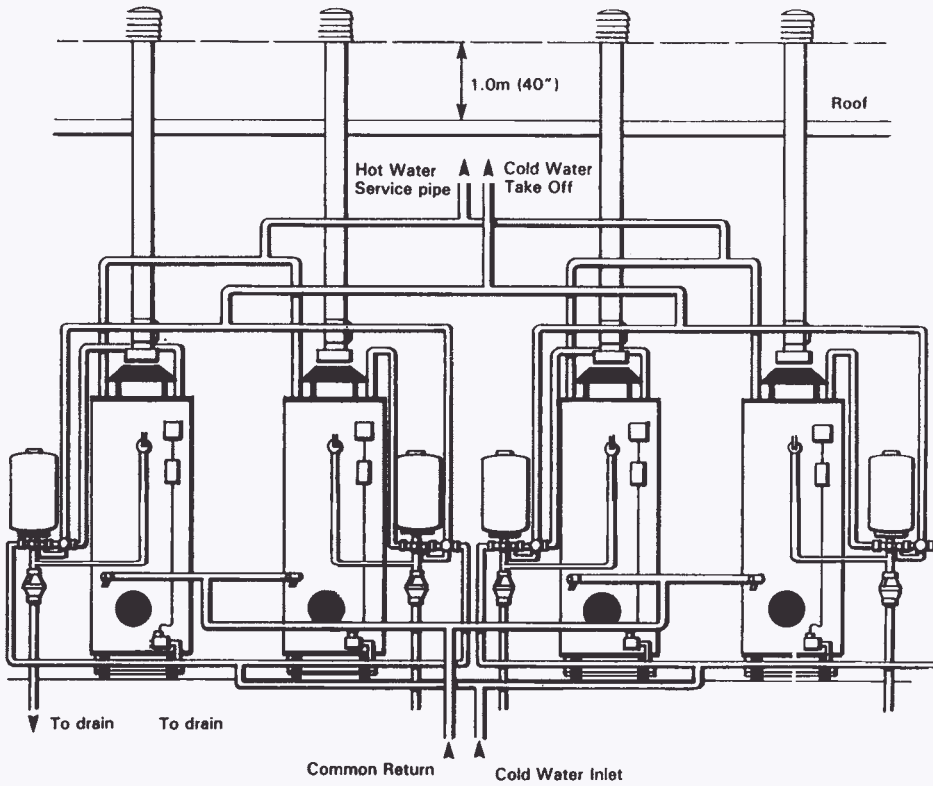 1.0m (40")
Roof
Hot Water
Service pipe
Cold Water
Take Off
To drain
To drain
Common Return
Cold Water Inlet